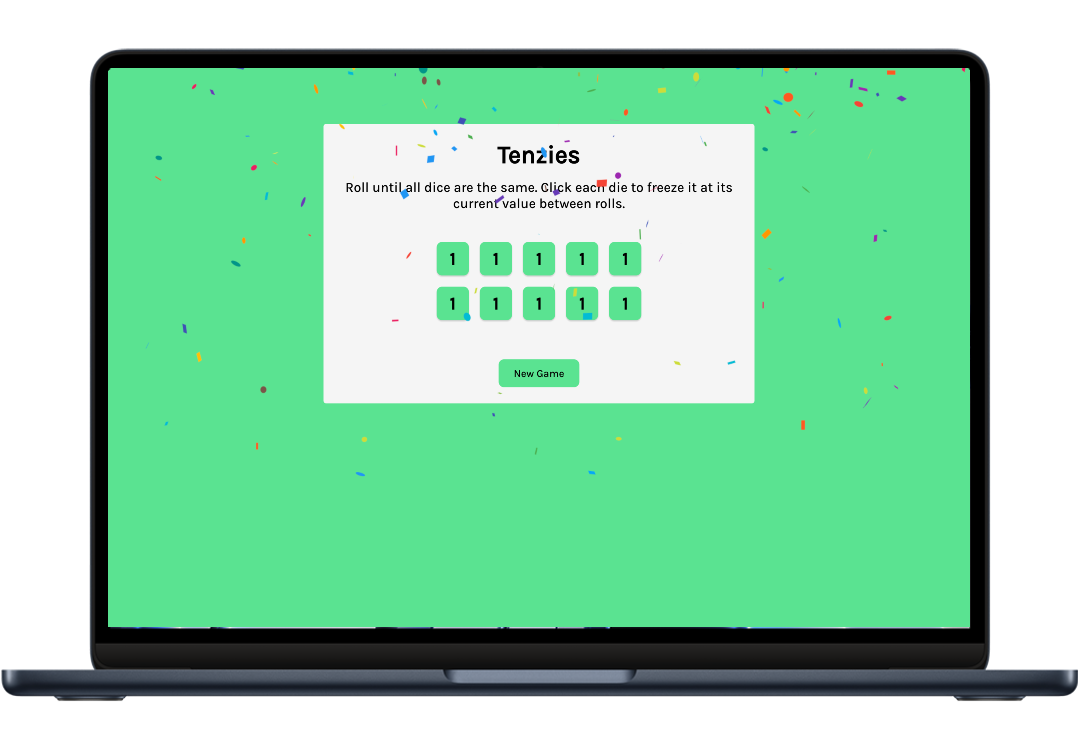 Tenzies
Roll until all dice are the same. Click each die to freeze it at its
current value between rolls.
1 1 1 1 1
1 1 1 1 1
New Game